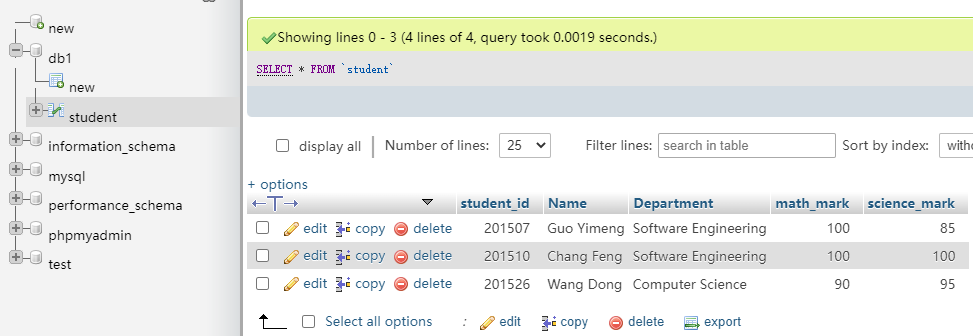 new
db1
new
student
information_schema
mysql
performance_schema
phpmyadmin
test
Showing lines 0 - 3 (4 lines of 4, query took 0.0019 seconds.)
SELECT * FROM `student`
display all Number of lines: 25 Filter lines: search in table Sort by index: witho
+ options
student_id Name Department math_mark science_mark
edit copy delete 201507 Guo Yimeng Software Engineering 100 85
edit copy delete 201510 Chang Feng Software Engineering 100 100
edit copy delete 201526 Wang Dong Computer Science 90 95
Select all options : edit copy delete export